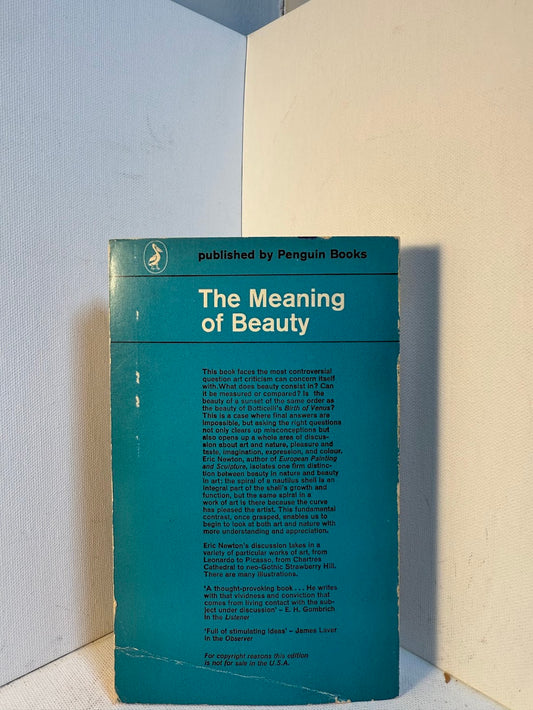 published by Penguin Books
The Meaning
of Beauty
This book faces the most controversial
question art criticism can concern itself
with. What does beauty consist in? Can
it be measured or compared? Is the
beauty of a sunset of the same order as
the beauty of Botticelli's Birth of Venus?
This is a case where final answers are
impossible, but asking the right questions
not only clears up misconceptions but
also opens up a whole area of discus-
sion about art and nature, pleasure and
taste, imagination, expression, and colour.
Eric Newton, author of European Painting
and Sculpture, isolates one firm distinc-
tion between beauty in nature and beauty
in art: the spiral of a nautilus shell is an
integral part of the shell's growth and
function, but the same spiral in a
work of art is there because the curve
has pleased the artist. This fundamental
contrast, once grasped, enables us to
begin to look at both art and nature with
more understanding and appreciation.
Eric Newton's discussion takes in a
variety of particular works of art, from
Leonardo to Picasso, from Chartres
Cathedral to neo-Gothic Strawberry Hill.
There are many illustrations.
'A thought-provoking book . . . He writes
with that vividness and conviction that
comes from living contact with the sub-
ject under discussion' – E. H. Gombrich
in the Listener
'Full of stimulating ideas' – James Laver
in the Observer
For copyright reasons this edition
is not for sale in the U.S.A.